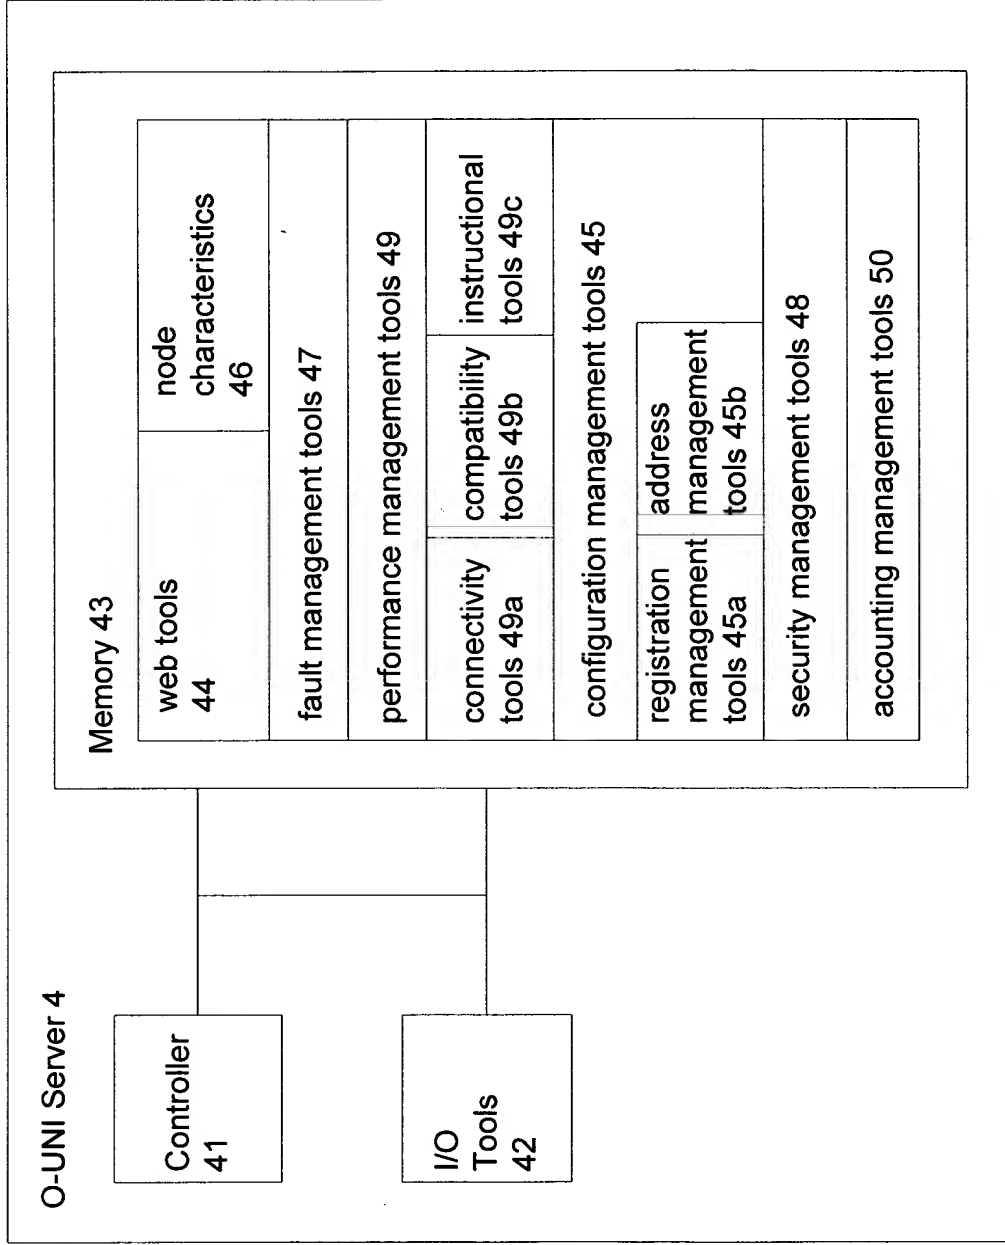 O-UNI Server 4
Controller
41
I/O
Tools
42
Memory 43
web tools
44
node
characteristics
46
fault management tools 47
performance management tools 49
connectivity
tools 49a
compatibility
tools 49b
instructional
tools 49c
configuration management tools 45
registration
management
tools 45a
address
management
tools 45b
security management tools 48
accounting management tools 50